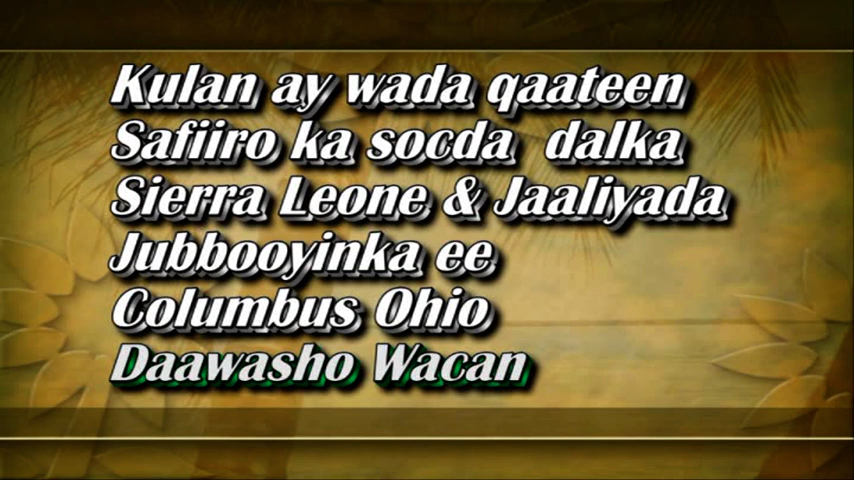 Kulan ay wada qaateen
Safiiro ka socda dalka
Sierra Leone & Jaaliyada
Jubbooyinka ee
Columbus Ohio
Daawasho Wacan